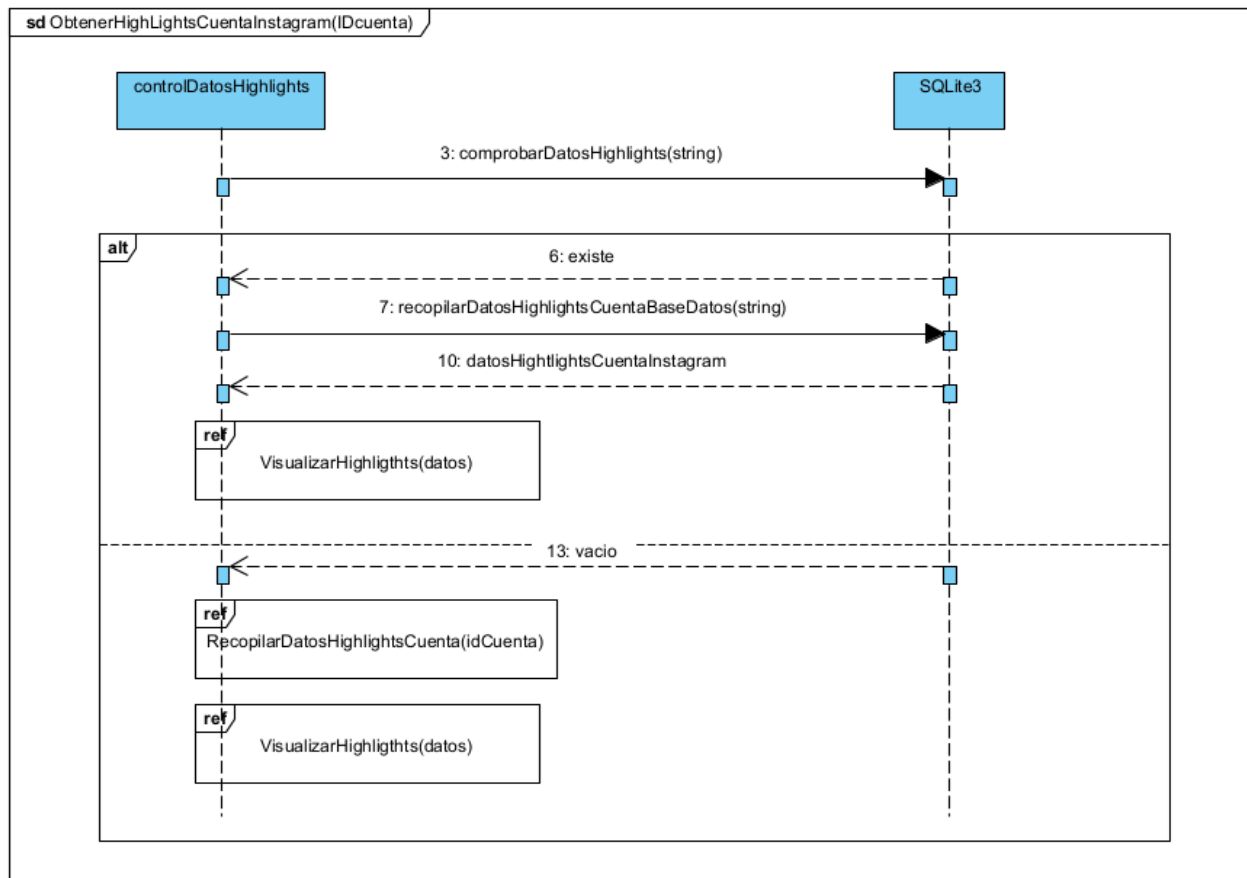 sd ObtenerHighLightsCuentaInstagram(IDcuenta)
controlDatosHighlights
SQLite3
3: comprobarDatosHighlights(string)
alt
6: existe
7: recopilarDatosHighlightsCuentaBaseDatos(string)
10: datosHightlightsCuentaInstagram
ref
VisualizarHighligthts(datos)
13: vacio
ref
RecopilarDatosHighlightsCuenta(idCuenta)
ref
VisualizarHighligthts(datos)